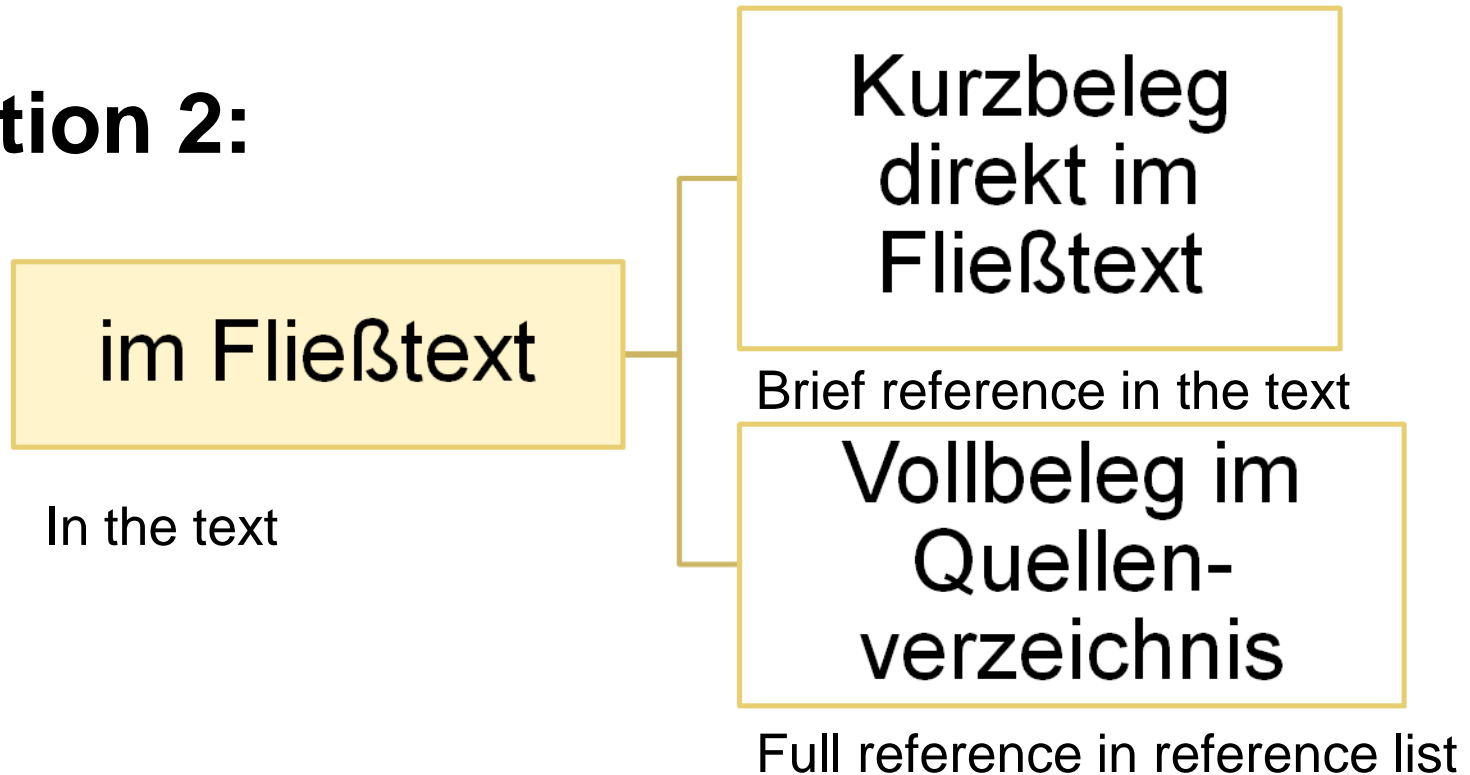 tion 2:
im Fließtext
In the text
Kurzbeleg
direkt im
Fließtext
Brief reference in the text
Vollbeleg im
Quellen-
verzeichnis
Full reference in reference list